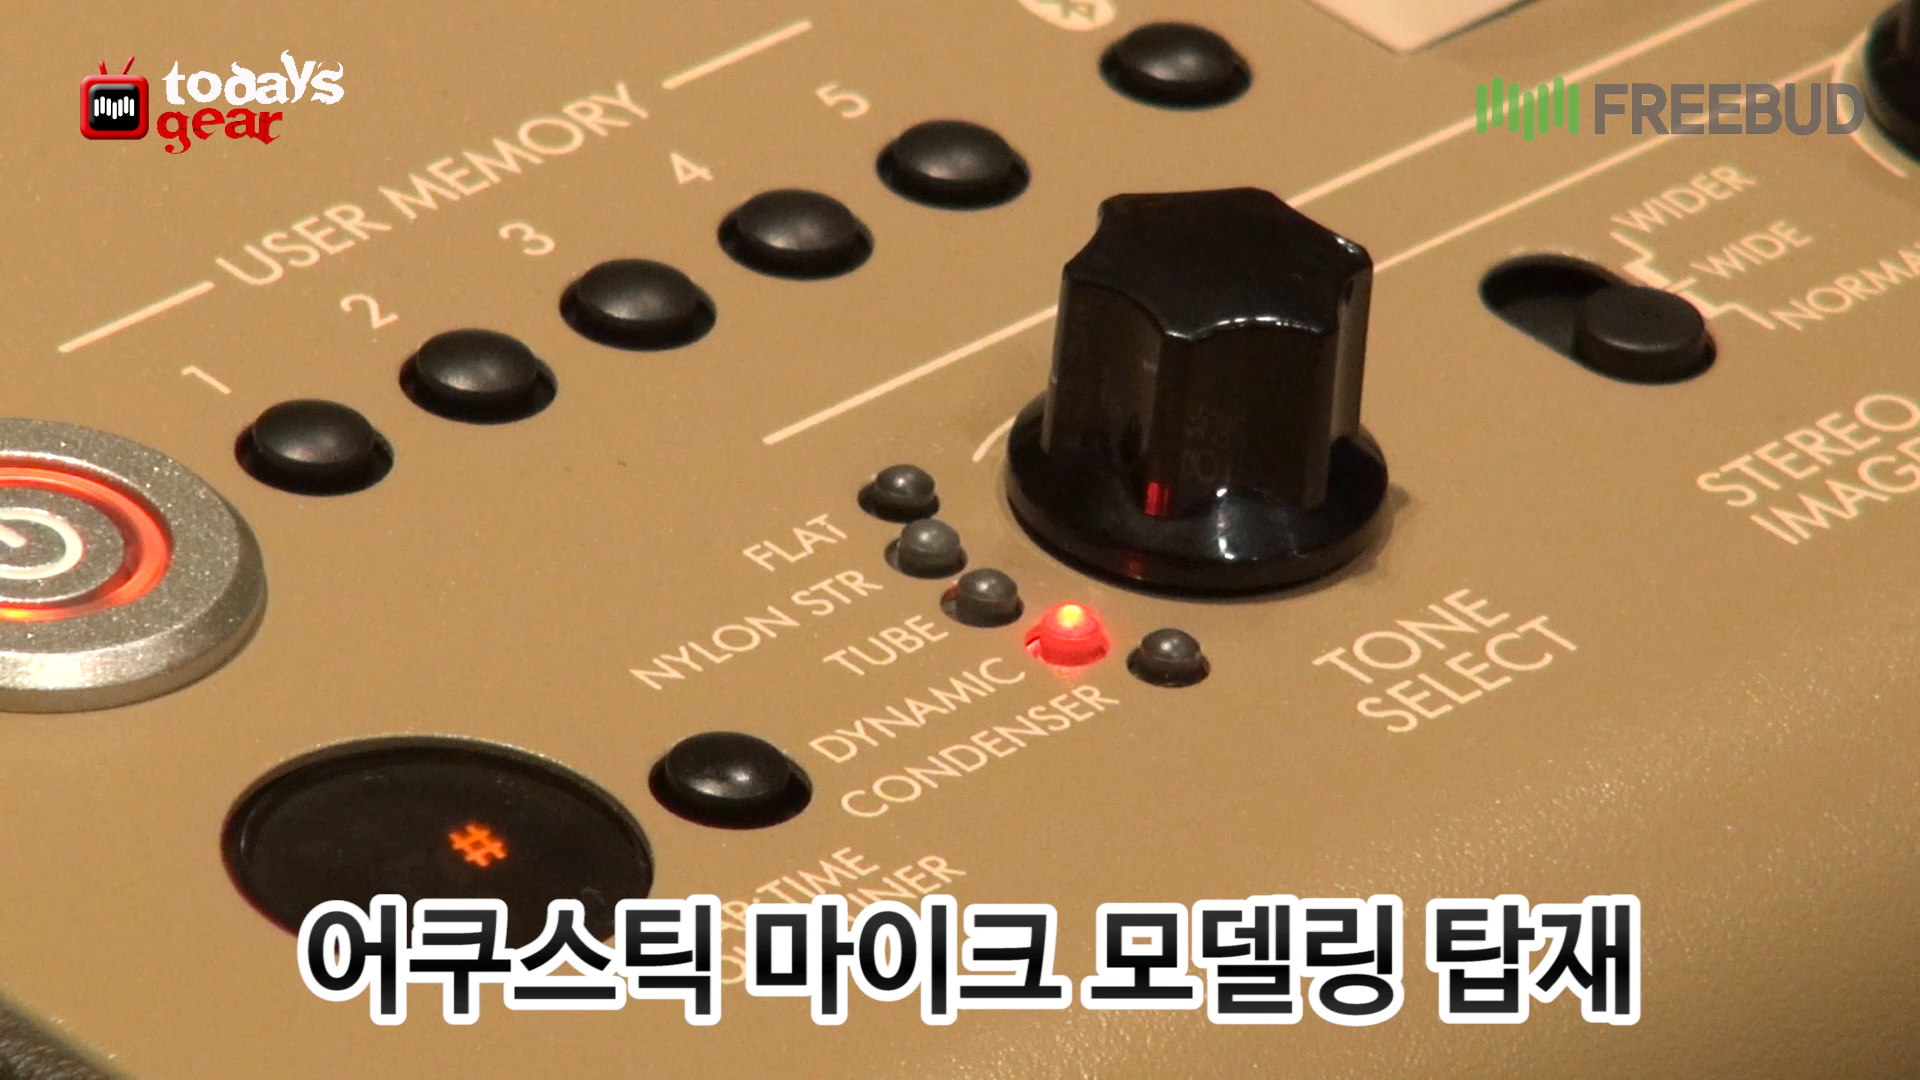 todays
gear
FREEBUD
USER MEMORY
1 2 3 4 5
WIDER
WIDE
STEREO
IMAGE
FLAT
NYLON STR
TUBE
DYNAMIC
CONDENSER
TONE
SELECT
#
어쿠스틱 마이크 모델링 탑재